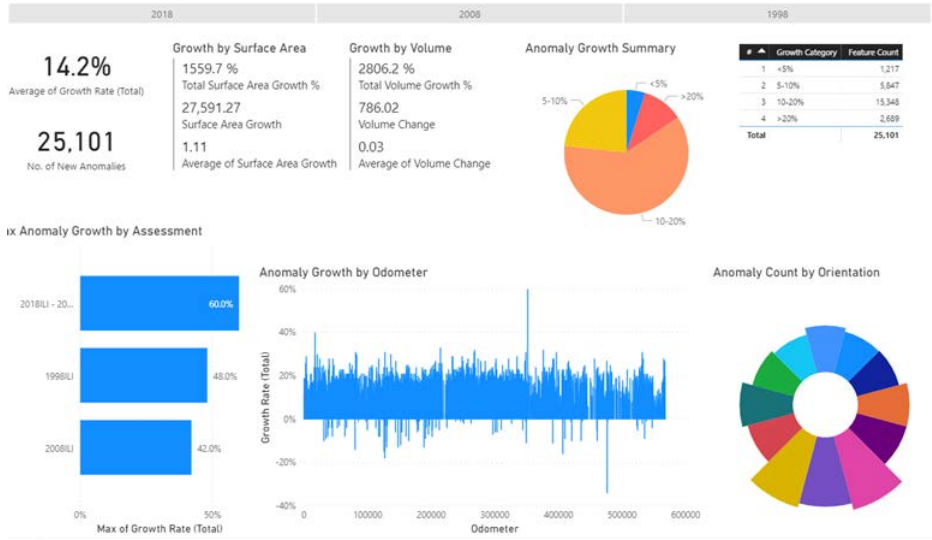 2018 2008 1998
14.2%
Average of Growth Rate (Total)
25,101
No. of New Anomalies
Growth by Surface Area
1559.7 %
Total Surface Area Growth %
27,591.27
Surface Area Growth
1.11
Average of Surface Area Growth
Growth by Volume
2806.2 %
Total Volume Growth %
786.02
Volume Change
0.03
Average of Volume Change
Anomaly Growth Summary
<5%
>20%
5-10%
10-20%
# Growth Category Feature Count
1 <5% 1,217
2 5-10% 5,847
3 10-20% 15,348
4 >20% 2,689
Total 25,101
x Anomaly Growth by Assessment
2018ILI - 20... 60.0%
1998ILI 48.0%
2008ILI 42.0%
0% 50%
Max of Growth Rate (Total)
Anomaly Growth by Odometer
60%
40%
20%
0%
-20%
-40%
Growth Rate (Total)
0 100000 200000 300000 400000 500000 600000
Odometer
Anomaly Count by Orientation